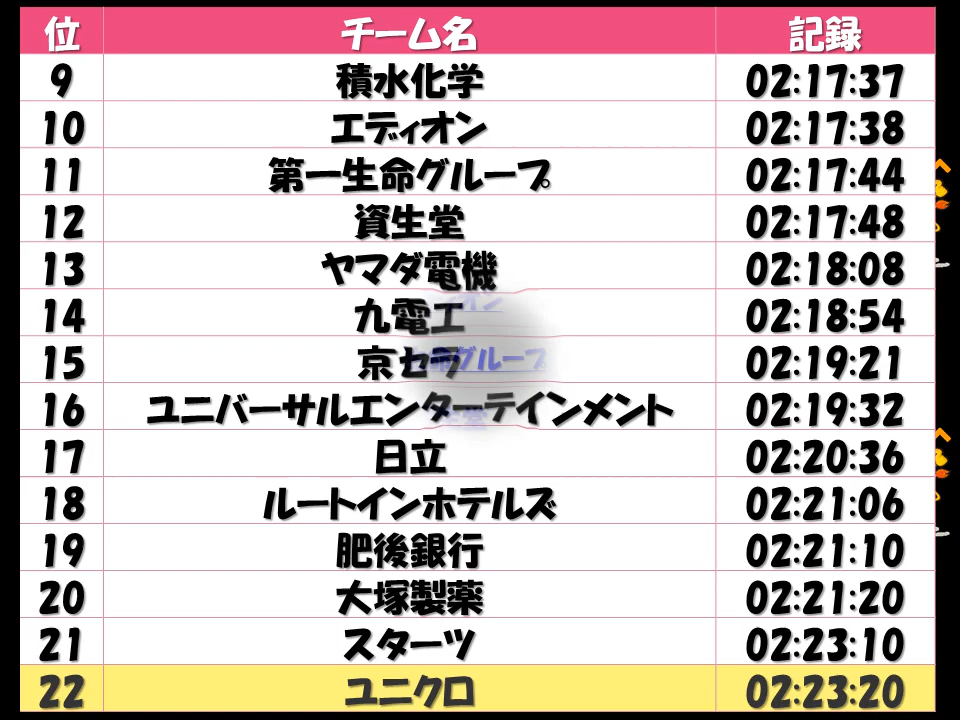 位 チーム名 記録
9 積水化学 02:17:37
10 エディオン 02:17:38
11 第一生命グループ 02:17:44
12 資生堂 02:17:48
13 ヤマダ電機 02:18:08
14 九電工 02:18:54
15 京セラ 02:19:21
16 ユニバーサルエンターテインメント 02:19:32
17 日立 02:20:36
18 ルートインホテルズ 02:21:06
19 肥後銀行 02:21:10
20 大塚製薬 02:21:20
21 スターツ 02:23:10
22 ユニクロ 02:23:20